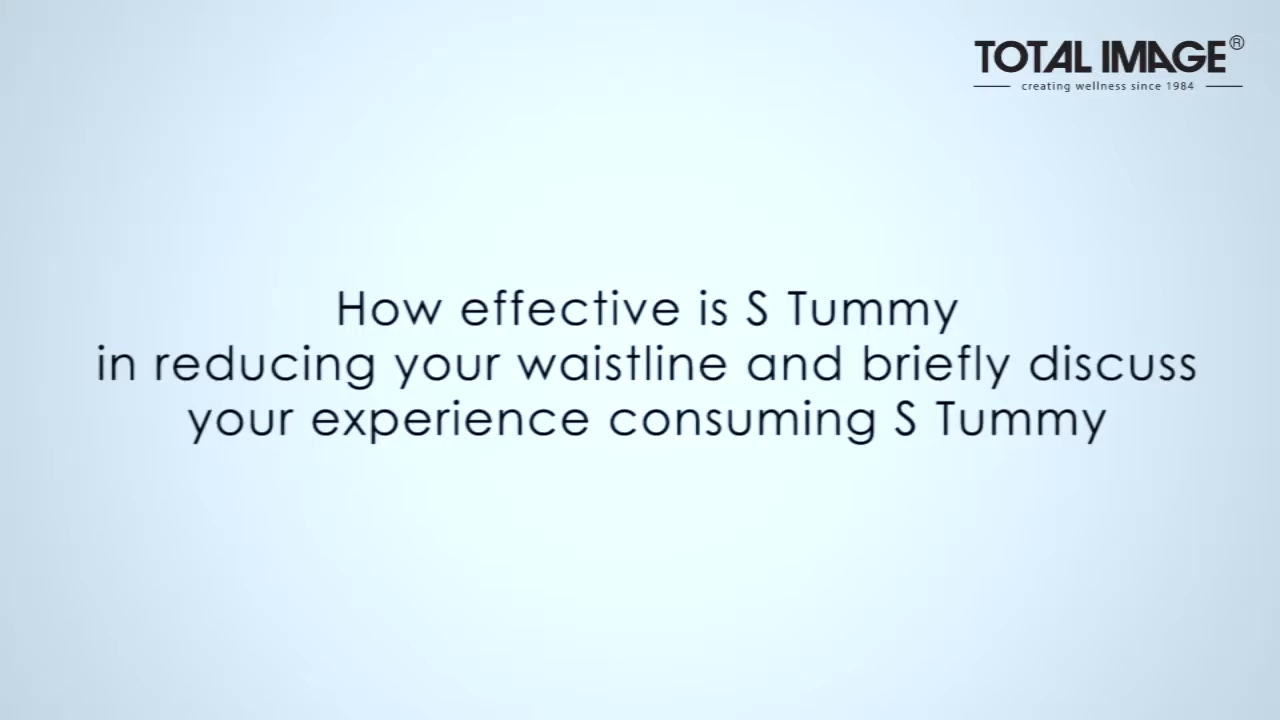 TOTAL IMAGE®
creating wellness since 1984
How effective is S Tummy
in reducing your waistline and briefly discuss
your experience consuming S Tummy